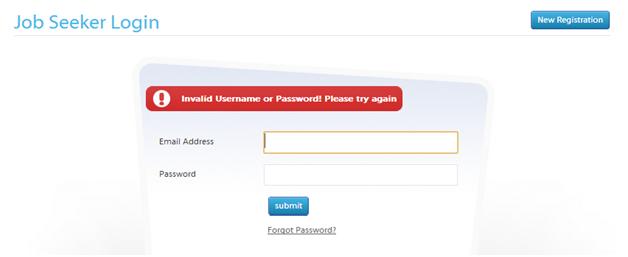 Job Seeker Login
New Registration
Invalid Username or Password! Please try again
Email Address
Password
submit
Forgot Password?